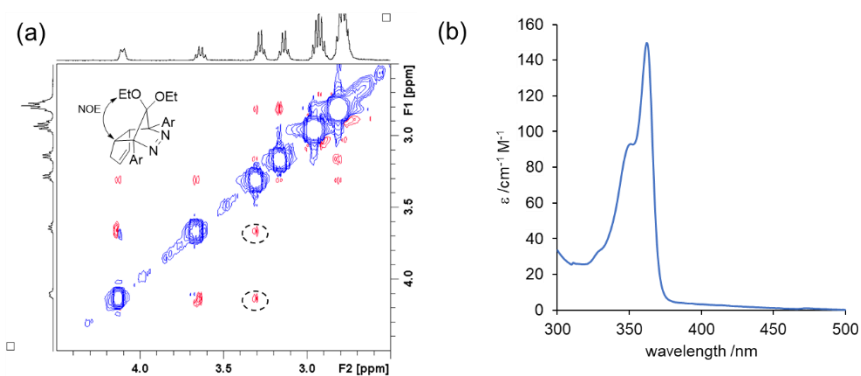 (a)
EtO
OEt
NOE
Ar
N
N
Ar
F1 [ppm]
3.0
3.5
4.0
4.0
3.5
3.0
F2 [ppm]
(b)
ε /cm⁻¹ M⁻¹
160
140
120
100
80
60
40
20
0
300
350
400
450
500
wavelength /nm